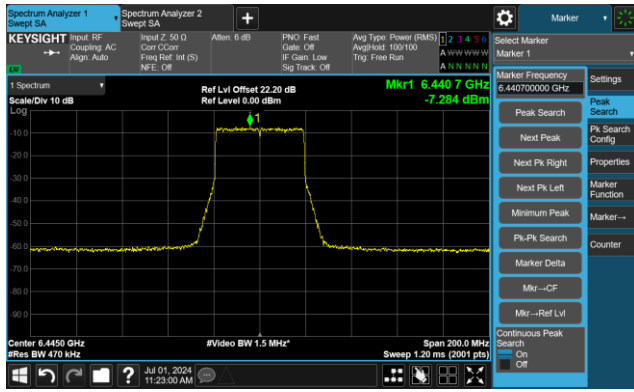 Spectrum Analyzer 1
Swept SA
Spectrum Analyzer 2
Swept SA
Marker
KEYSIGHT
Input: RF
Coupling: AC
Align: Auto
Input Z: 50 Ω
Corr CCorr
Freq Ref: Int (S)
NFE: Off
Atten: 6 dB
PNO: Fast
Gate: Off
IF Gain: Low
Sig Track: Off
Avg Type: Power (RMS)
Avg|Hold: 100/100
Trig: Free Run
1 2 3 4 5 6
A W W W W W
A N N N N N
Select Marker
Marker 1
1 Spectrum
Scale/Div 10 dB
Log
Ref Lvl Offset 22.20 dB
Ref Level 0.00 dBm
Mkr1 6.440 7 GHz
-7.284 dBm
1
-10.0
-20.0
-30.0
-40.0
-50.0
-60.0
-70.0
-80.0
-90.0
Center 6.4450 GHz
#Res BW 470 kHz
#Video BW 1.5 MHz*
Span 200.0 MHz
Sweep 1.20 ms (2001 pts)
Marker Frequency
6.440700000 GHz
Peak Search
Next Peak
Next Pk Right
Next Pk Left
Minimum Peak
Pk-Pk Search
Marker Delta
Mkr→CF
Mkr→Ref Lvl
Continuous Peak
Search
On
Off
Settings
Peak
Search
Pk Search
Config
Properties
Marker
Function
Marker→
Counter
?
Jul 01, 2024
11:23:00 AM